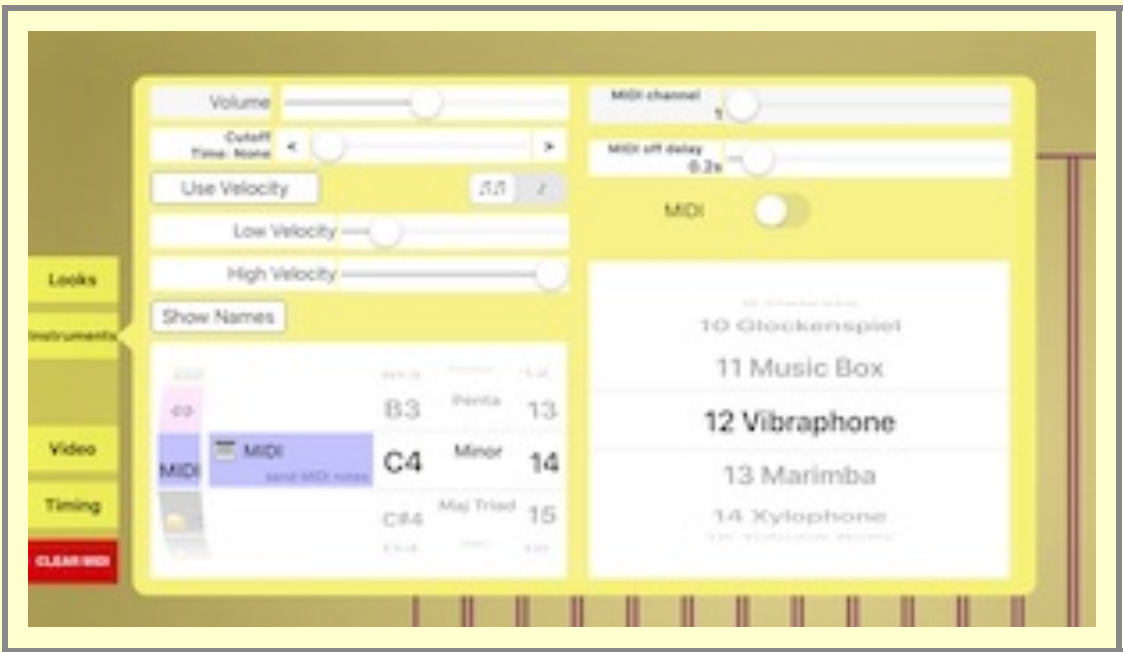 Volume
Cutoff
Time: None < >
Use Velocity
Low Velocity
High Velocity
Show Names
B3 Penta 13
MIDI MIDI C4 Minor 14
send MIDI notes
C#4 Maj Triad 15
MIDI channel
1
MIDI off delay
0.2s
MIDI
10 Glockenspiel
11 Music Box
12 Vibraphone
13 Marimba
14 Xylophone
Looks
Instruments
Video
Timing
CLEAR MIDI